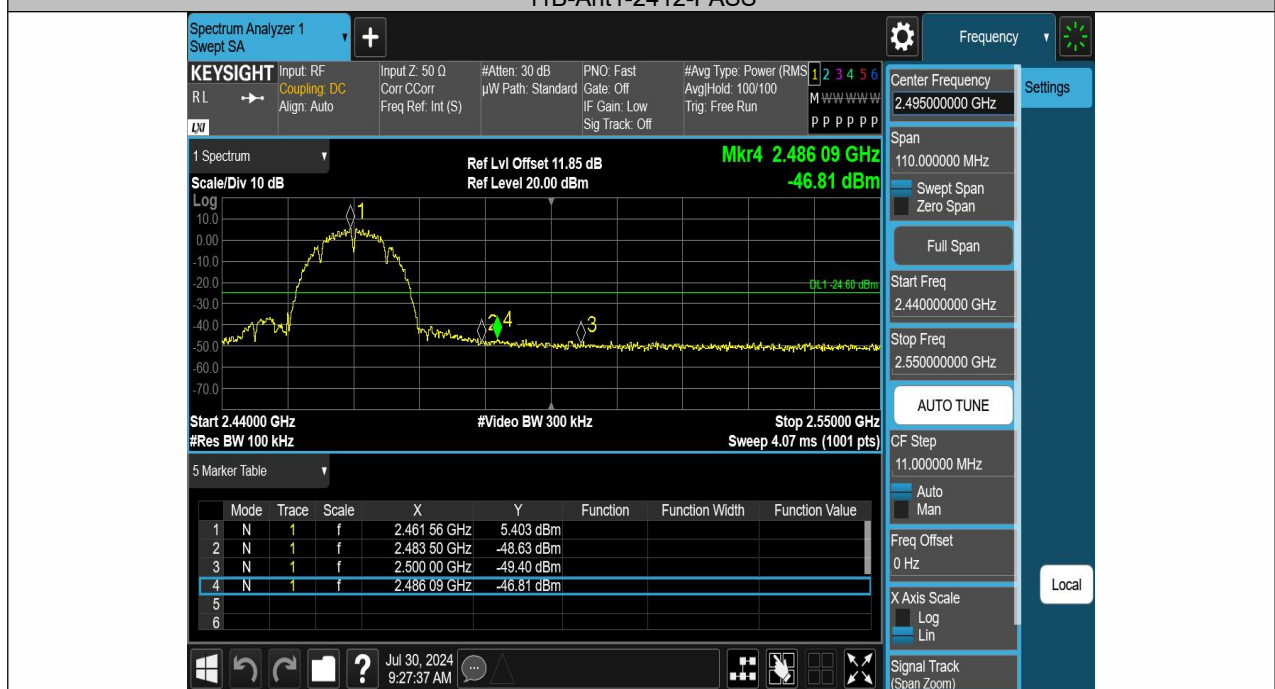 11B-Ant1-2412-PASS
Spectrum Analyzer 1
Swept SA
+
Frequency
KEYSIGHT
RL
LXI
Input: RF
Coupling: DC
Align: Auto
Input Z: 50 Ω
Corr CCorr
Freq Ref: Int (S)
#Atten: 30 dB
µW Path: Standard
PNO: Fast
Gate: Off
IF Gain: Low
Sig Track: Off
#Avg Type: Power (RMS
Avg|Hold: 100/100
Trig: Free Run
1 2 3 4 5 6
M W W W W W
P P P P P P
1 Spectrum
Scale/Div 10 dB
Ref Lvl Offset 11.85 dB
Ref Level 20.00 dBm
Mkr4 2.486 09 GHz
-46.81 dBm
Log
10.0
0.00
-10.0
-20.0
-30.0
-40.0
-50.0
-60.0
-70.0
1
2
4
3
DL1 -24.60 dBm
Start 2.44000 GHz
#Res BW 100 kHz
#Video BW 300 kHz
Stop 2.55000 GHz
Sweep 4.07 ms (1001 pts)
5 Marker Table
Mode Trace Scale X Y Function Function Width Function Value
1 N 1 f 2.461 56 GHz 5.403 dBm
2 N 1 f 2.483 50 GHz -48.63 dBm
3 N 1 f 2.500 00 GHz -49.40 dBm
4 N 1 f 2.486 09 GHz -46.81 dBm
5
6
?
Jul 30, 2024
9:27:37 AM
Center Frequency
2.495000000 GHz
Settings
Span
110.000000 MHz
Swept Span
Zero Span
Full Span
Start Freq
2.440000000 GHz
Stop Freq
2.550000000 GHz
AUTO TUNE
CF Step
11.000000 MHz
Auto
Man
Freq Offset
0 Hz
X Axis Scale
Log
Lin
Signal Track
(Span Zoom)
Local